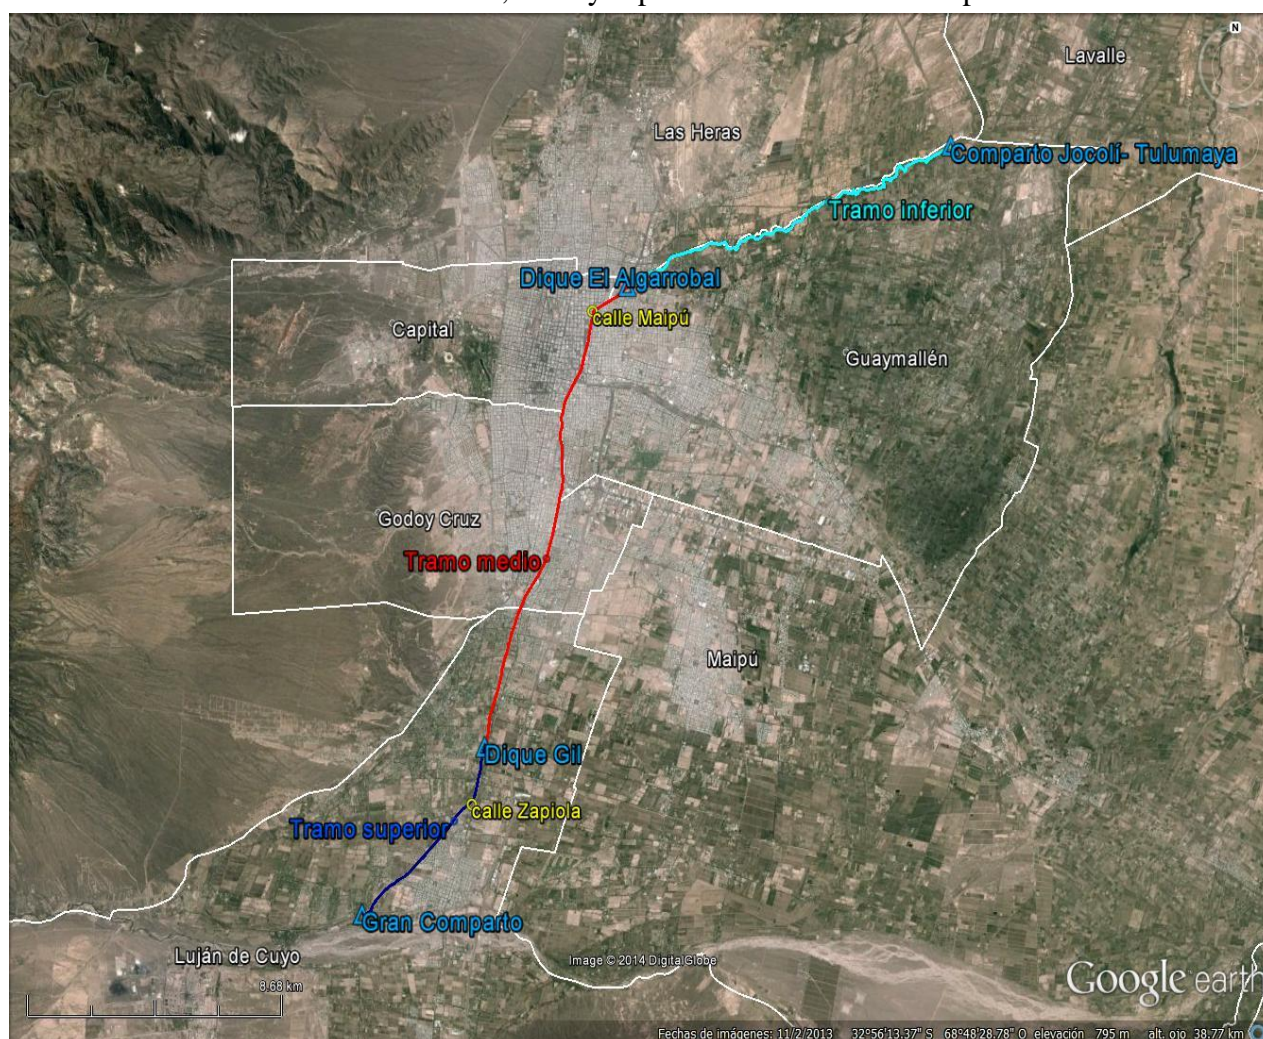 N
Lavalle
Las Heras
Comparto Jocolí- Tulumaya
Tramo inferior
Dique El Algarrobal
calle Maipú
Capital
Guaymallén
Godoy Cruz
Tramo medio
Maipú
Dique Gil
calle Zapiola
Tramo superior
Gran Comparto
Luján de Cuyo
Image © 2014 DigitalGlobe
8.68 km
Google earth
Fechas de imágenes: 11/2/2013 32°56'13.37" S 68°48'28.78" O elevación 795 m alt. ojo 38.77 km